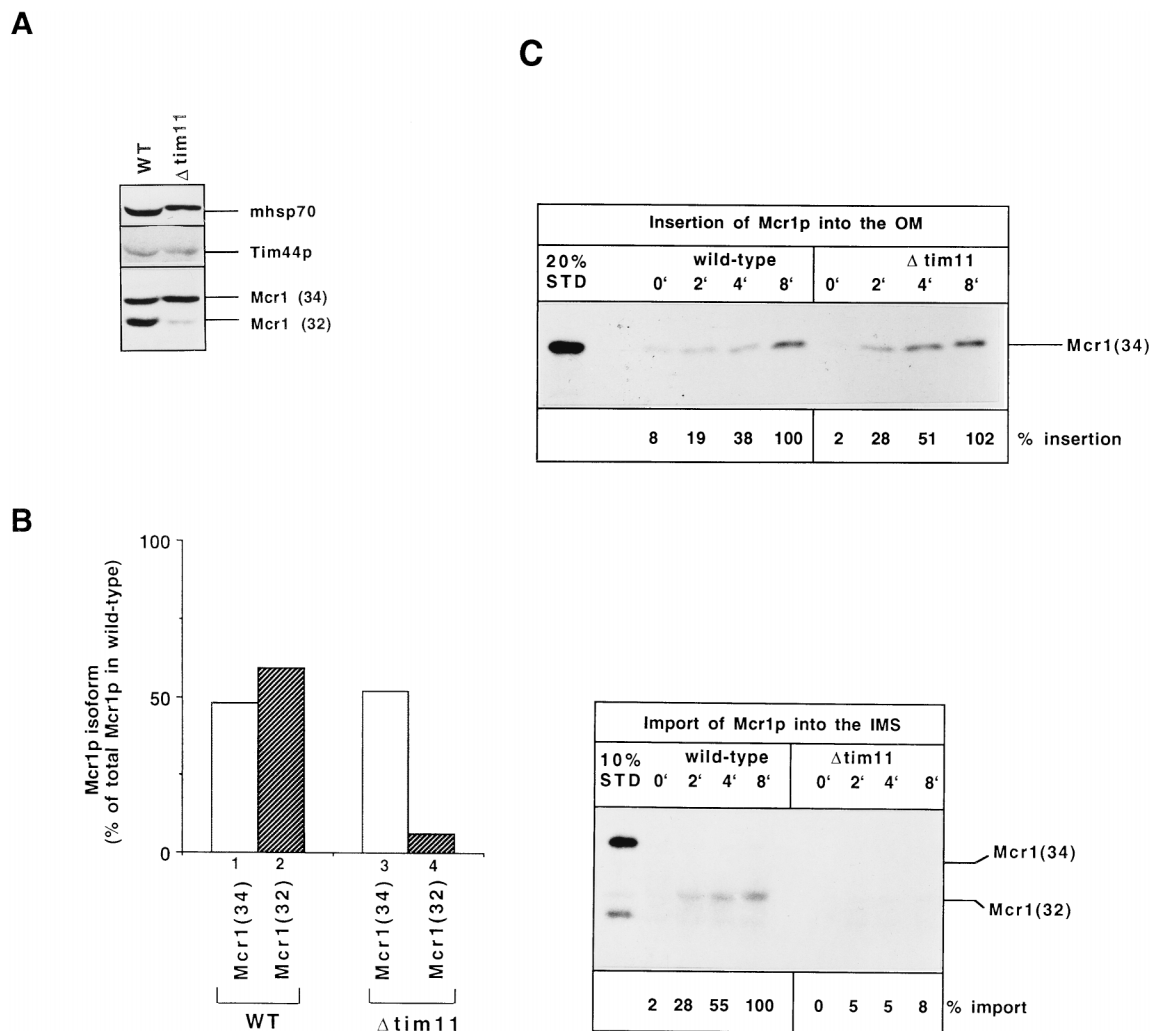 A
WT
Δtim11
mhsp70
Tim44p
Mcr1 (34)
Mcr1 (32)
B
Mcr1p isoform
(% of total Mcr1p in wild-type)
100
50
0
1 2 3 4
Mcr1(34)
Mcr1(32)
Mcr1(34)
Mcr1(32)
WT
Δtim11
C
Insertion of Mcr1p into the OM
20% wild-type Δ tim11
STD 0‘ 2‘ 4‘ 8‘ 0‘ 2‘ 4‘ 8‘
Mcr1(34)
8 19 38 100 2 28 51 102 % insertion
Import of Mcr1p into the IMS
10% wild-type Δtim11
STD 0‘ 2‘ 4‘ 8‘ 0‘ 2‘ 4‘ 8‘
Mcr1(34)
Mcr1(32)
2 28 55 100 0 5 5 8 % import